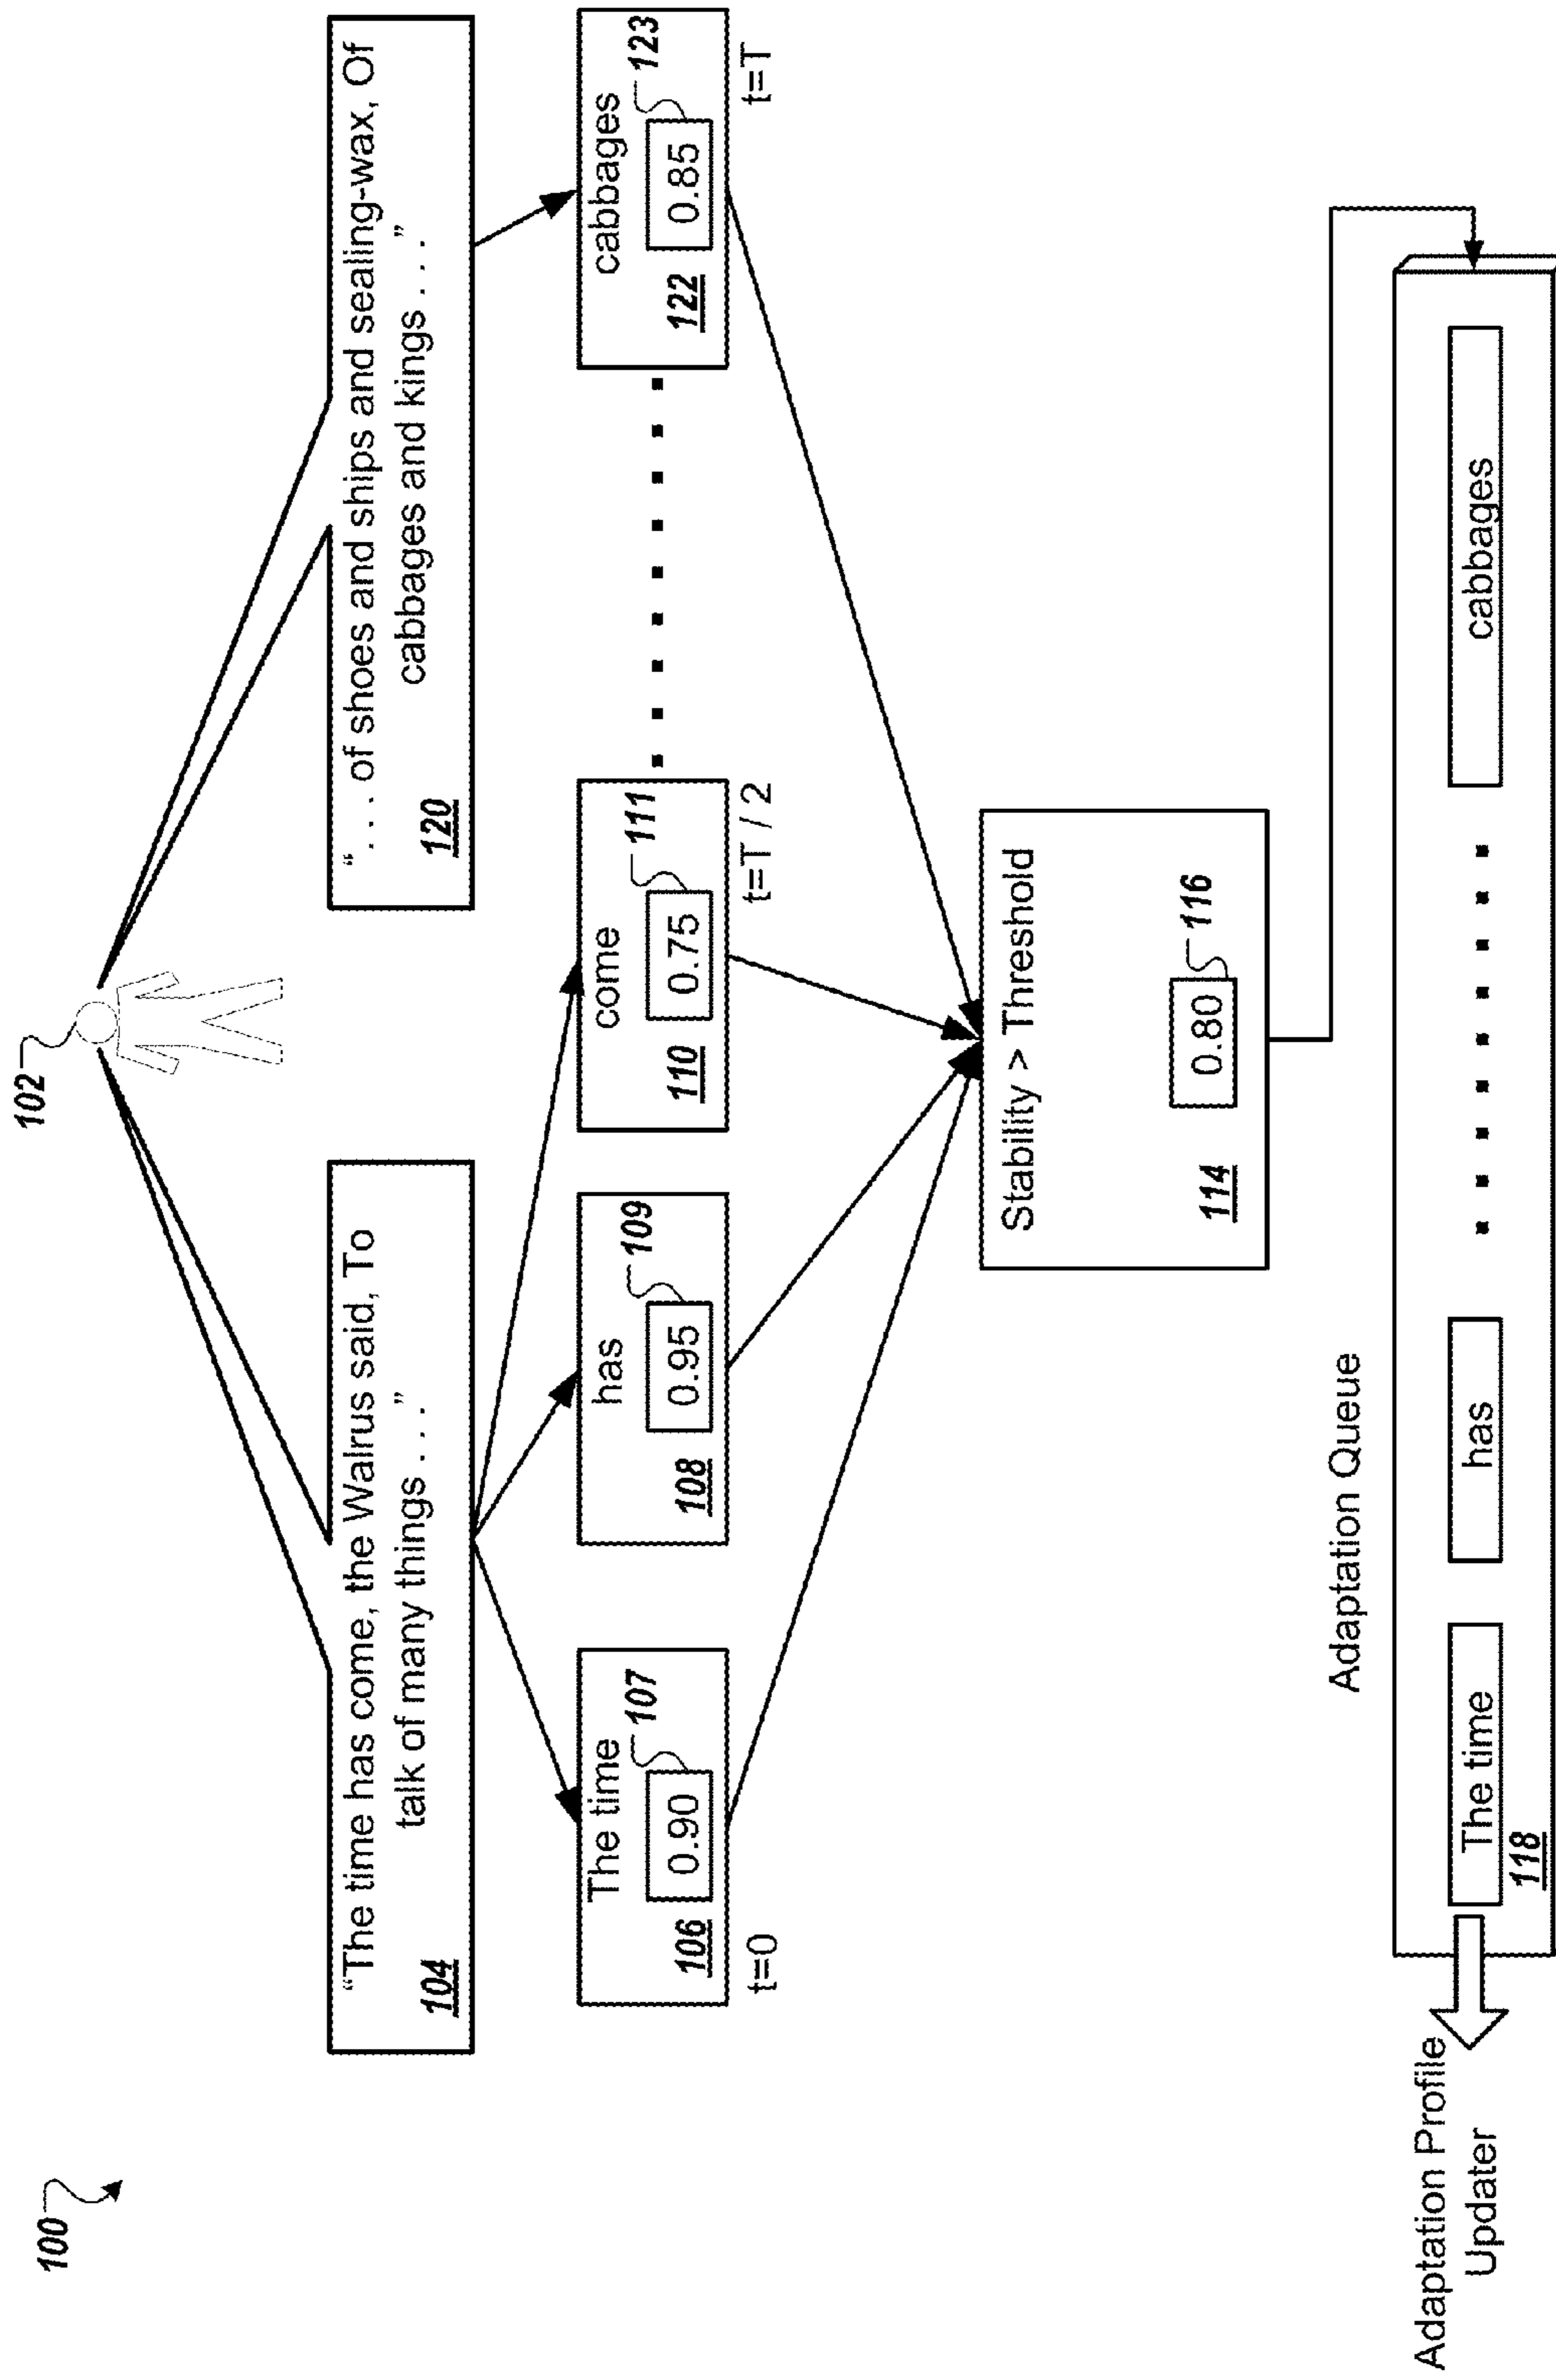 100
102
“The time has come, the Walrus said, To
talk of many things . . .”
104
“. . . of shoes and ships and sealing-wax, Of
cabbages and kings . . .”
120
The time
107
0.90
106
t=0
has
109
0.95
108
come
111
0.75
110
t=T / 2
cabbages
123
0.85
122
t=T
Stability > Threshold
116
0.80
114
Adaptation Queue
Adaptation Profile
Updater
The time
has
cabbages
118